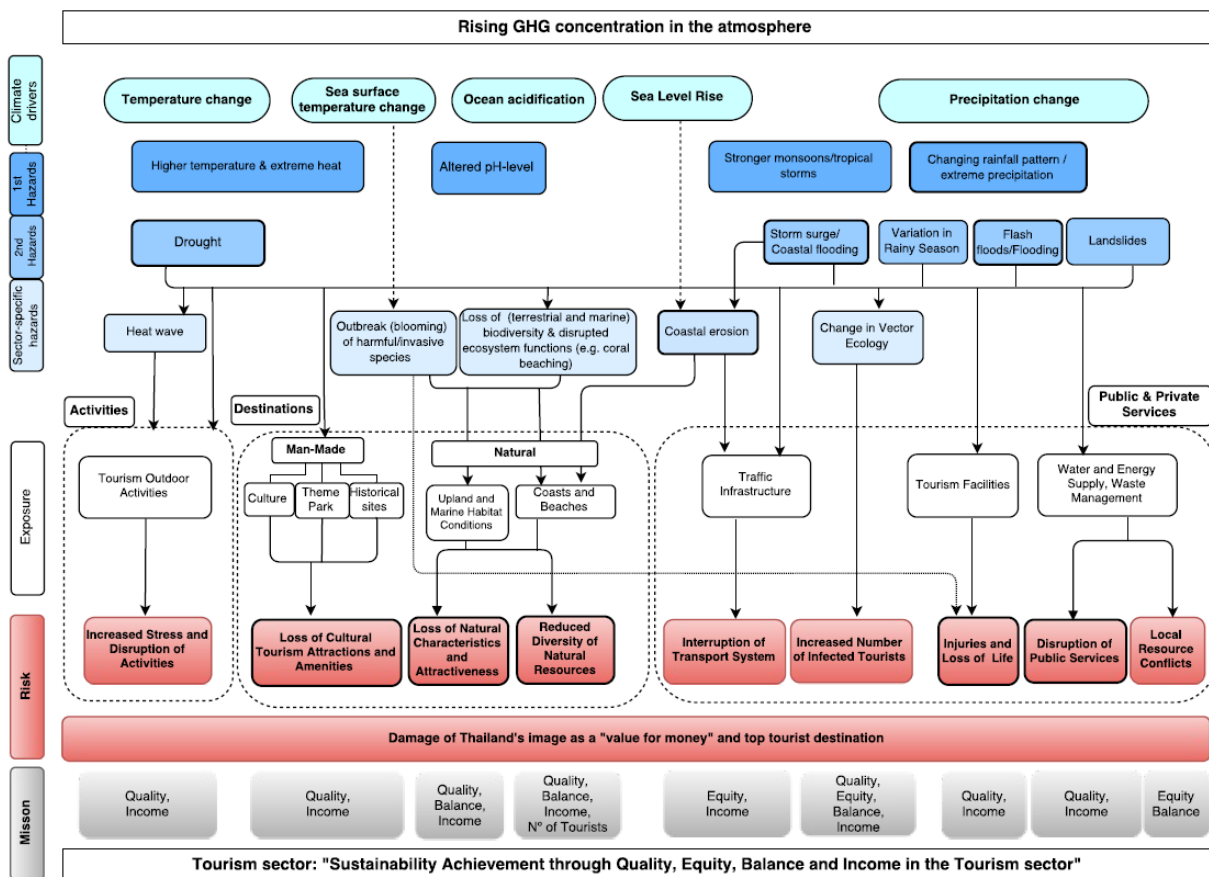 Rising GHG concentration in the atmosphere
Climate
drivers
Temperature change
Sea surface
temperature change
Ocean acidification
Sea Level Rise
Precipitation change
1st
Hazards
Higher temperature & extreme heat
Altered pH-level
Stronger monsoons/tropical
storms
Changing rainfall pattern /
extreme precipitation
2nd
Hazards
Drought
Storm surge/
Coastal flooding
Variation in
Rainy Season
Flash
floods/Flooding
Landslides
Sector-specific
hazards
Heat wave
Outbreak (blooming)
of harmful/invasive
species
Loss of (terrestrial and marine)
biodiversity & disrupted
ecosystem functions (e.g. coral
beaching)
Coastal erosion
Change in Vector
Ecology
Activities
Destinations
Public & Private
Services
Exposure
Tourism Outdoor
Activities
Man-Made
Culture
Theme
Park
Historical
sites
Natural
Upland and
Marine Habitat
Conditions
Coasts and
Beaches
Traffic
Infrastructure
Tourism Facilities
Water and Energy
Supply, Waste
Management
Risk
Increased Stress and
Disruption of
Activities
Loss of Cultural
Tourism Attractions and
Amenities
Loss of Natural
Characteristics
and
Attractiveness
Reduced
Diversity of
Natural
Resources
Interruption of
Transport System
Increased Number
of Infected Tourists
Injuries and
Loss of Life
Disruption of
Public Services
Local
Resource
Conflicts
Damage of Thailand's image as a "value for money" and top tourist destination
Misson
Quality,
Income
Quality,
Income
Quality,
Balance,
Income
Quality,
Balance,
Income,
Nº of Tourists
Equity,
Income
Quality,
Equity,
Balance,
Income
Quality,
Income
Quality,
Income
Equity
Balance
Tourism sector: "Sustainability Achievement through Quality, Equity, Balance and Income in the Tourism sector"